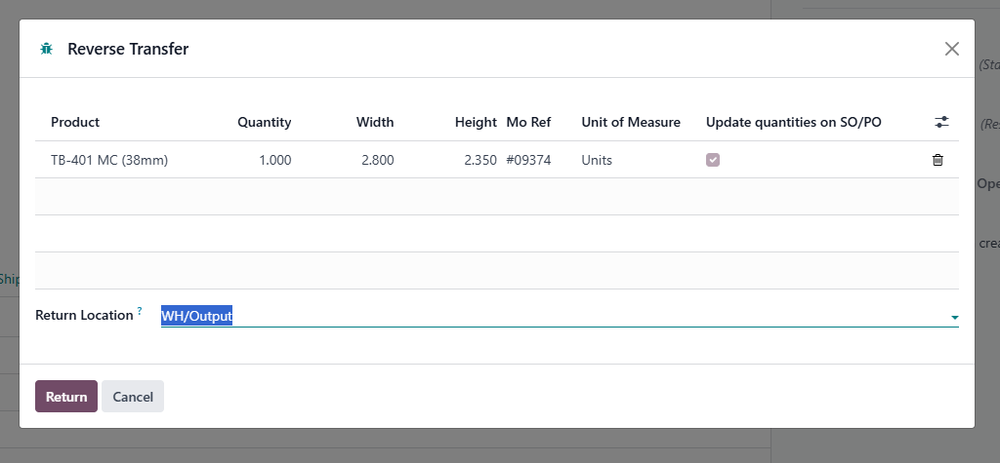 Reverse Transfer
Product Quantity Width Height Mo Ref Unit of Measure Update quantities on SO/PO
TB-401 MC (38mm) 1.000 2.800 2.350 #09374 Units
Return Location ? WH/Output
Return Cancel
(Sta
(Res
Ope
crea
Ship